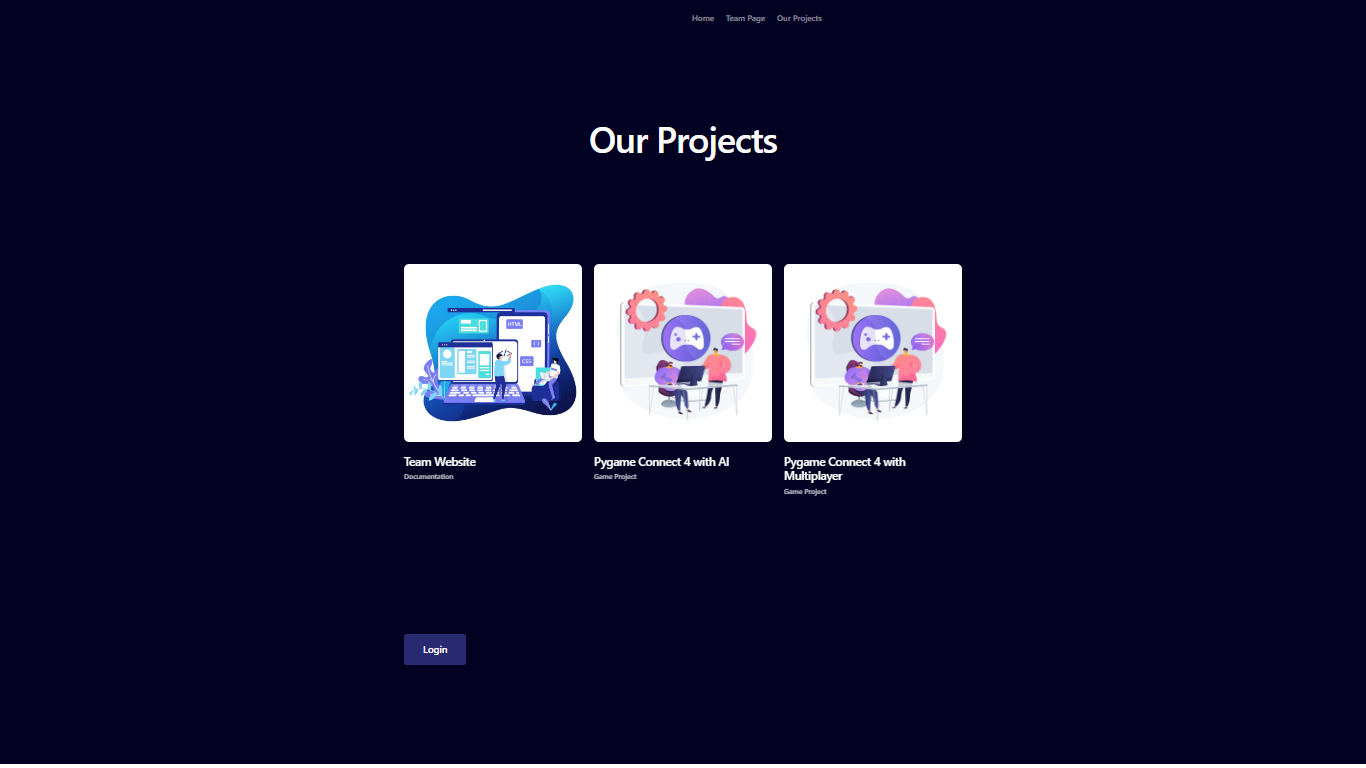 Home Team Page Our Projects
Our Projects
HTML
{ }
CSS
</>
Team Website
Documentation
Pygame Connect 4 with AI
Game Project
Pygame Connect 4 with
Multiplayer
Game Project
Login